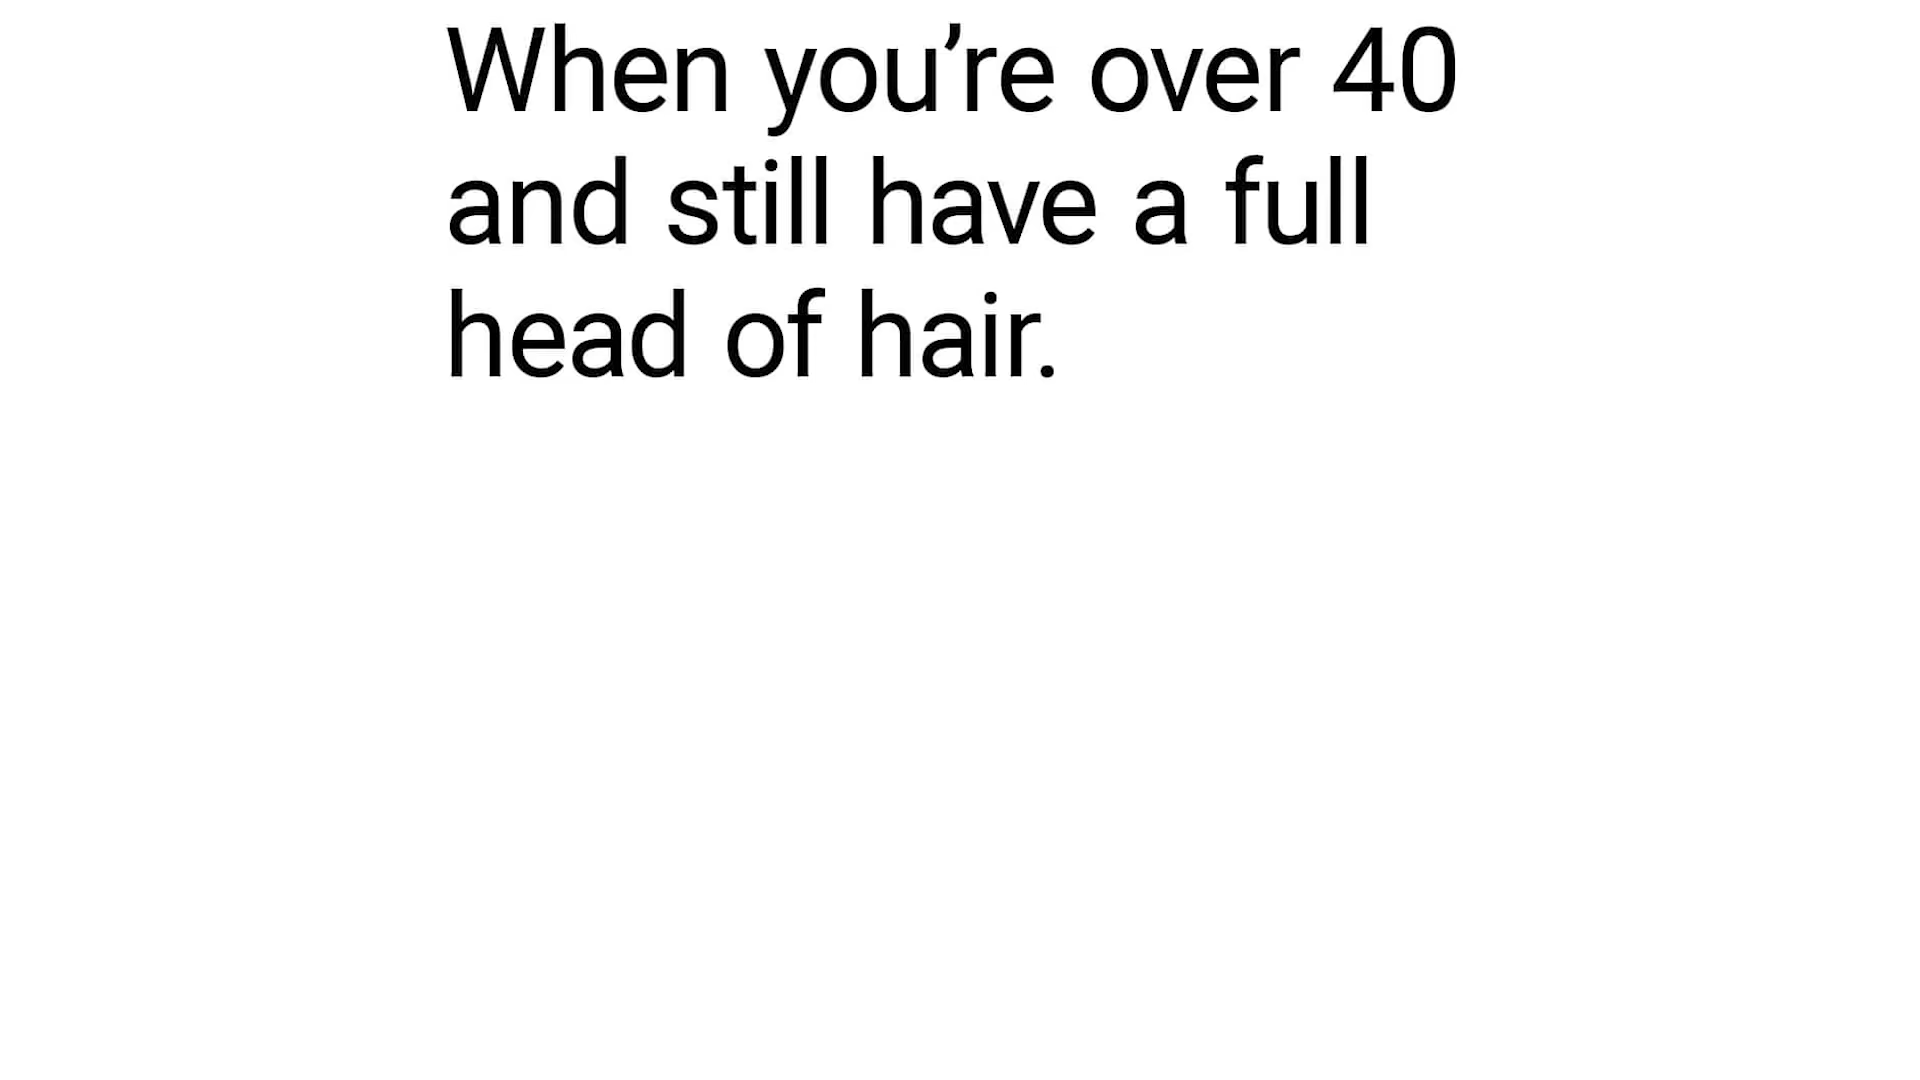 When you’re over 40
and still have a full
head of hair.